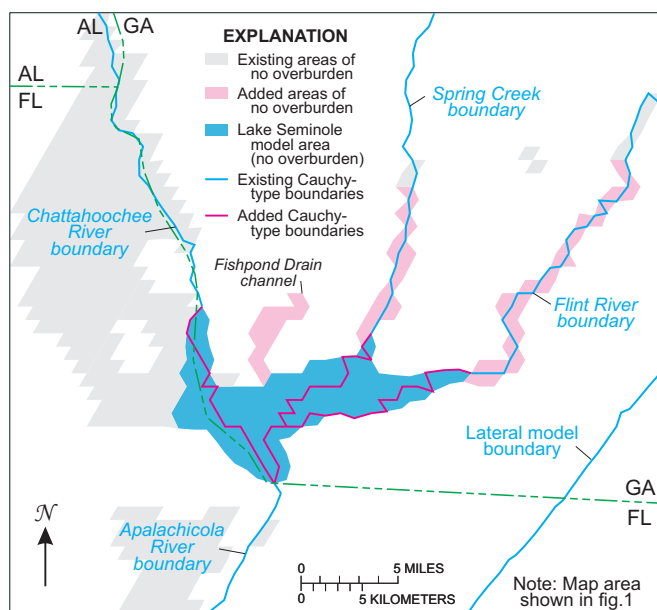 AL
GA
AL
FL
EXPLANATION
Existing areas of
no overburden
Added areas of
no overburden
Lake Seminole
model area
(no overburden)
Existing Cauchy-
type boundaries
Added Cauchy-
type boundaries
Spring Creek
boundary
Chattahoochee
River
boundary
Fishpond Drain
channel
Flint River
boundary
Lateral model
boundary
GA
FL
Apalachicola
River
boundary
N
0 5 MILES
0 5 KILOMETERS
Note: Map area
shown in fig.1